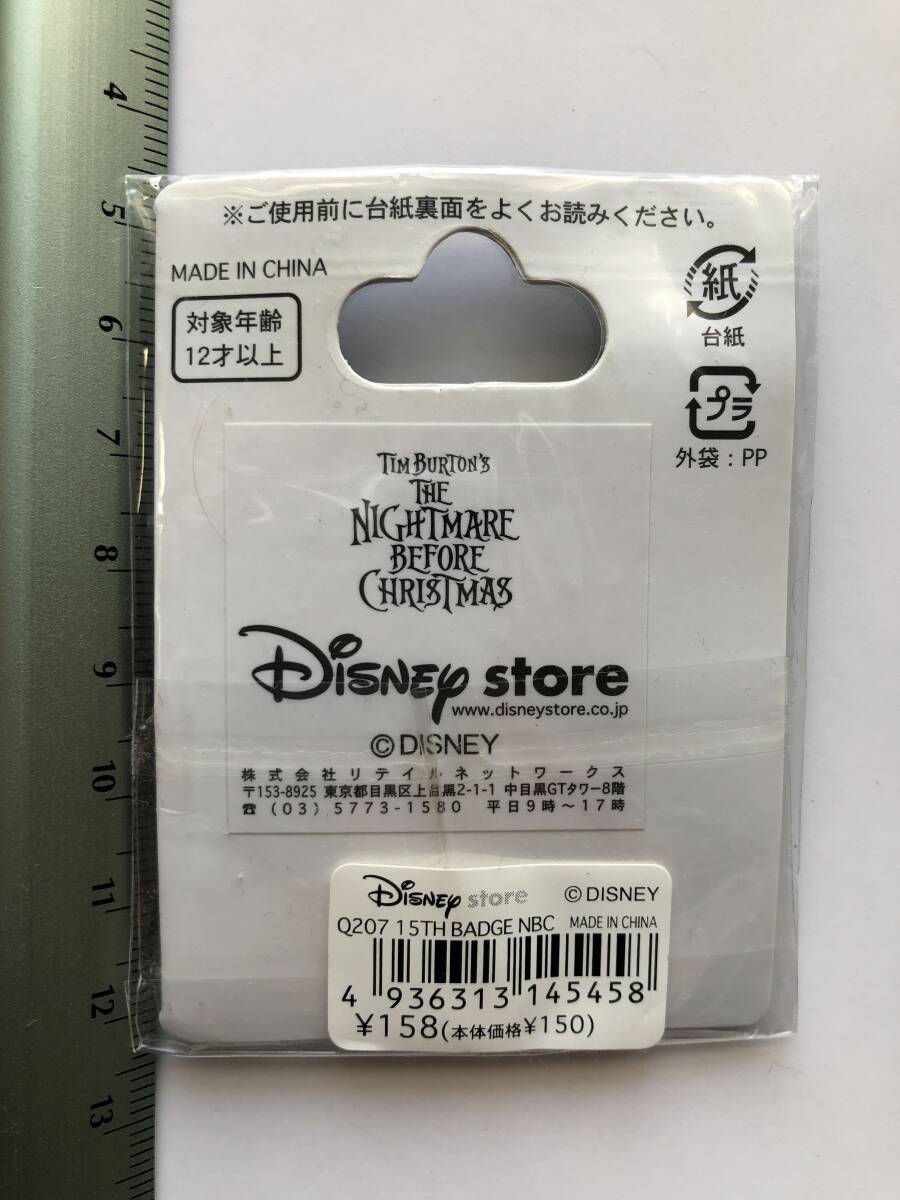 4
5
6
7
8
9
10
11
12
13
※ご使用前に台紙裏面をよくお読みください。
MADE IN CHINA
対象年齢
12才以上
紙
台紙
プラ
外袋:PP
TIM BURTON'S
THE
NIGHTMARE
BEFORE
CHRISTMAS
Disney store
www.disneystore.co.jp
©DISNEY
株式会社リテイルネットワークス
〒153-8925 東京都目黒区上目黒2-1-1 中目黒GTタワー8階
☎(03)5773-1580 平日9時~17時
Disney store ©DISNEY
Q207 15TH BADGE NBC MADE IN CHINA
4 936313 145458
¥158(本体価格¥150)